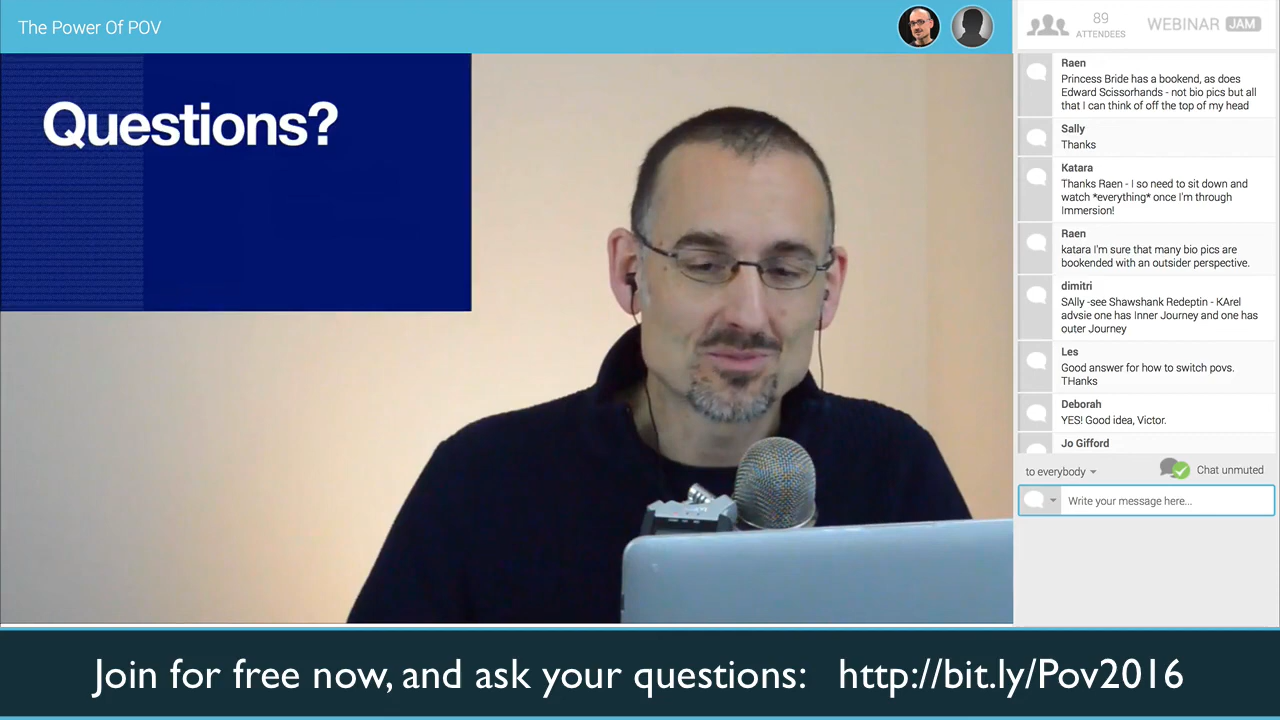 The Power Of POV
89
ATTENDEES
WEBINAR JAM
Questions?
Raen
Princess Bride has a bookend, as does
Edward Scissorhands - not bio pics but all
that I can think of off the top of my head
Sally
Thanks
Katara
Thanks Raen - I so need to sit down and
watch *everything* once I'm through
Immersion!
Raen
katara I'm sure that many bio pics are
bookended with an outsider perspective.
dimitri
SAlly -see Shawshank Redeptin - KArel
advsie one has Inner Journey and one has
outer Journey
Les
Good answer for how to switch povs.
THanks
Deborah
YES! Good idea, Victor.
Jo Gifford
to everybody
Chat unmuted
Write your message here...
Join for free now, and ask your questions: http://bit.ly/Pov2016